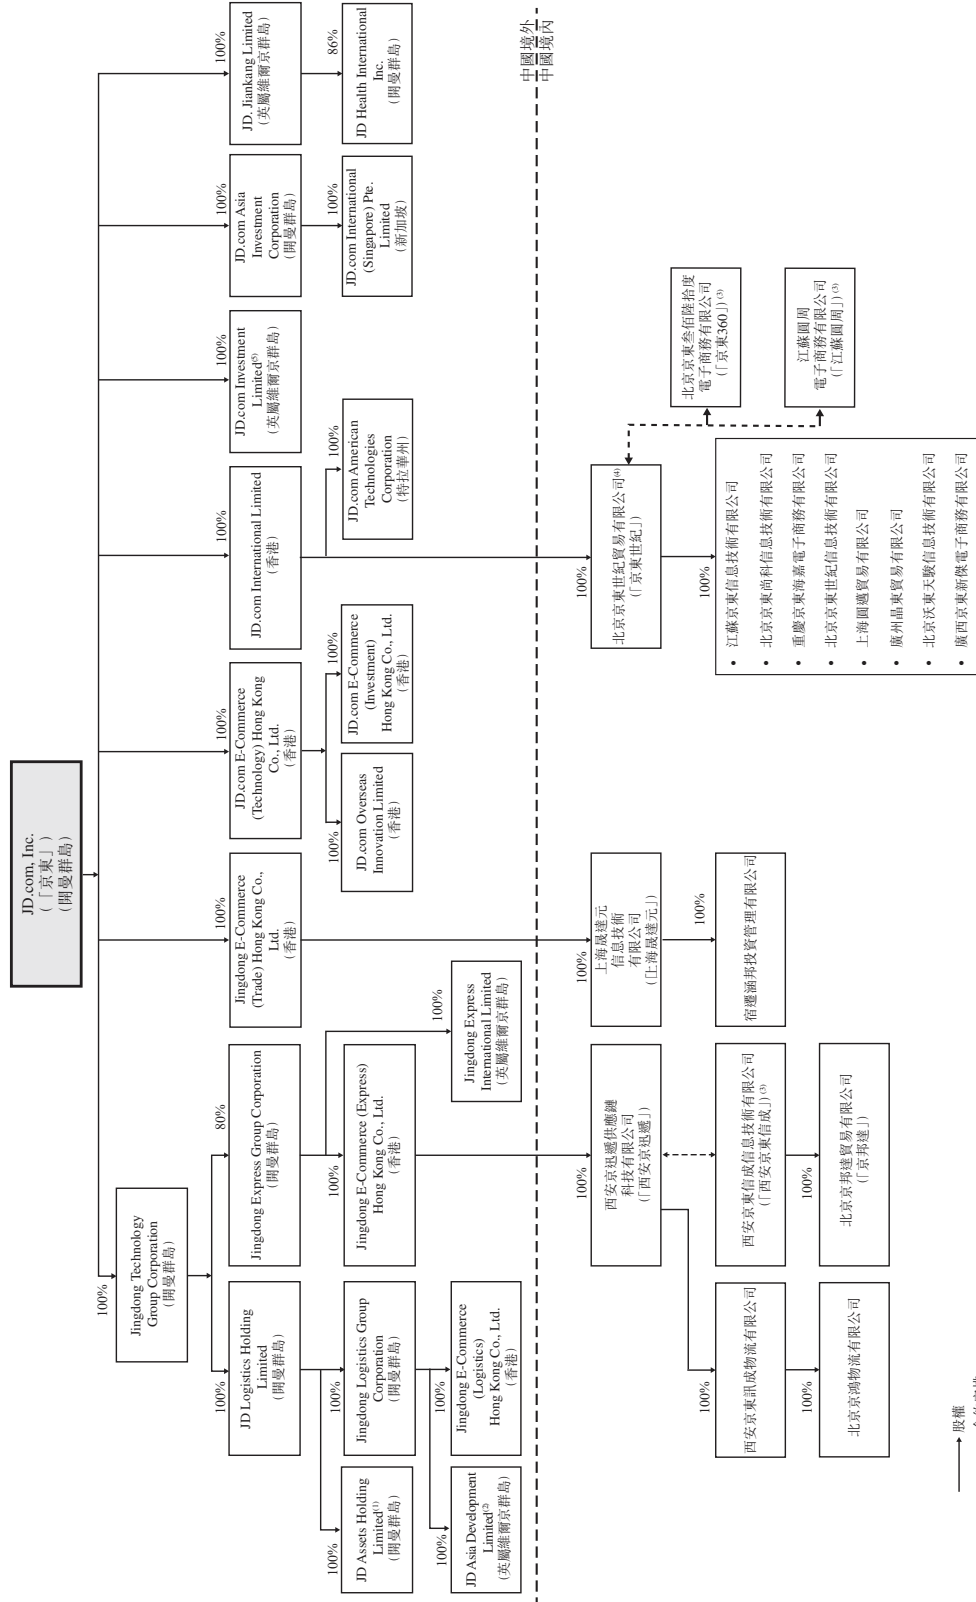 JD.com, Inc.
（「京東」）
（開曼群島）
100%
Jingdong Technology
Group Corporation
（開曼群島）
100%
JD Logistics Holding
Limited
（開曼群島）
80%
Jingdong Express Group Corporation
（開曼群島）
100%
Jingdong E-Commerce
(Trade) Hong Kong Co.,
Ltd.
（香港）
100%
JD.com E-Commerce
(Technology) Hong Kong
Co., Ltd.
（香港）
100%
JD.com International Limited
（香港）
100%
JD.com Investment
Limited⁽⁵⁾
（英屬維爾京群島）
100%
JD.com Asia
Investment
Corporation
（開曼群島）
100%
JD. Jiankang Limited
（英屬維爾京群島）
100%
JD Assets Holding
Limited⁽¹⁾
（開曼群島）
100%
Jingdong Logistics Group
Corporation
（開曼群島）
100%
Jingdong E-Commerce (Express)
Hong Kong Co., Ltd.
（香港）
100%
JD.com Overseas
Innovation Limited
（香港）
100%
JD.com E-Commerce
(Investment)
Hong Kong Co., Ltd.
（香港）
100%
JD.com American
Technologies
Corporation
（特拉華州）
100%
JD.com International
(Singapore) Pte.
Limited
（新加坡）
86%
JD Health International
Inc.
（開曼群島）
100%
JD Asia Development
Limited⁽²⁾
（英屬維爾京群島）
100%
Jingdong E-Commerce
(Logistics)
Hong Kong Co., Ltd.
（香港）
100%
Jingdong Express
International Limited
（英屬維爾京群島）
中國境外
中國境內
100%
西安京迅遞供應鏈
科技有限公司
（「西安京迅遞」）
100%
上海晟達元
信息技術
有限公司
（「上海晟達元」）
100%
北京京東世紀貿易有限公司⁽⁴⁾
（「京東世紀」）
北京京東叁佰陸拾度
電子商務有限公司
（「京東360」）⁽³⁾
江蘇圓周
電子商務有限公司
（「江蘇圓周」）⁽³⁾
100%
西安京東訊成物流有限公司
西安京東信成信息技術有限公司
（「西安京東信成」）⁽³⁾
100%
宿遷涵邦投資管理有限公司
100%
• 江蘇京東信息技術有限公司
• 北京京東尚科信息技術有限公司
• 重慶京東海嘉電子商務有限公司
• 北京京東世紀信息技術有限公司
• 上海圓邁貿易有限公司
• 廣州晶東貿易有限公司
• 北京沃東天駿信息技術有限公司
• 廣西京東新傑電子商務有限公司
100%
北京京鴻物流有限公司
100%
北京京邦達貿易有限公司
（「京邦達」）
股權